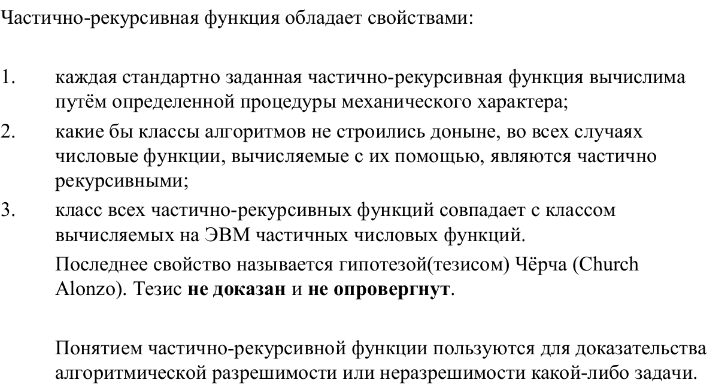 Частично-рекурсивная функция обладает свойствами:
1. каждая стандартно заданная частично-рекурсивная функция вычислима
путём определенной процедуры механического характера;
2. какие бы классы алгоритмов не строились доныне, во всех случаях
числовые функции, вычисляемые с их помощью, являются частично
рекурсивными;
3. класс всех частично-рекурсивных функций совпадает с классом
вычисляемых на ЭВМ частичных числовых функций.
Последнее свойство называется гипотезой(тезисом) Чёрча (Church
Alonzo). Тезис не доказан и не опровергнут.
Понятием частично-рекурсивной функции пользуются для доказательства
алгоритмической разрешимости или неразрешимости какой-либо задачи.